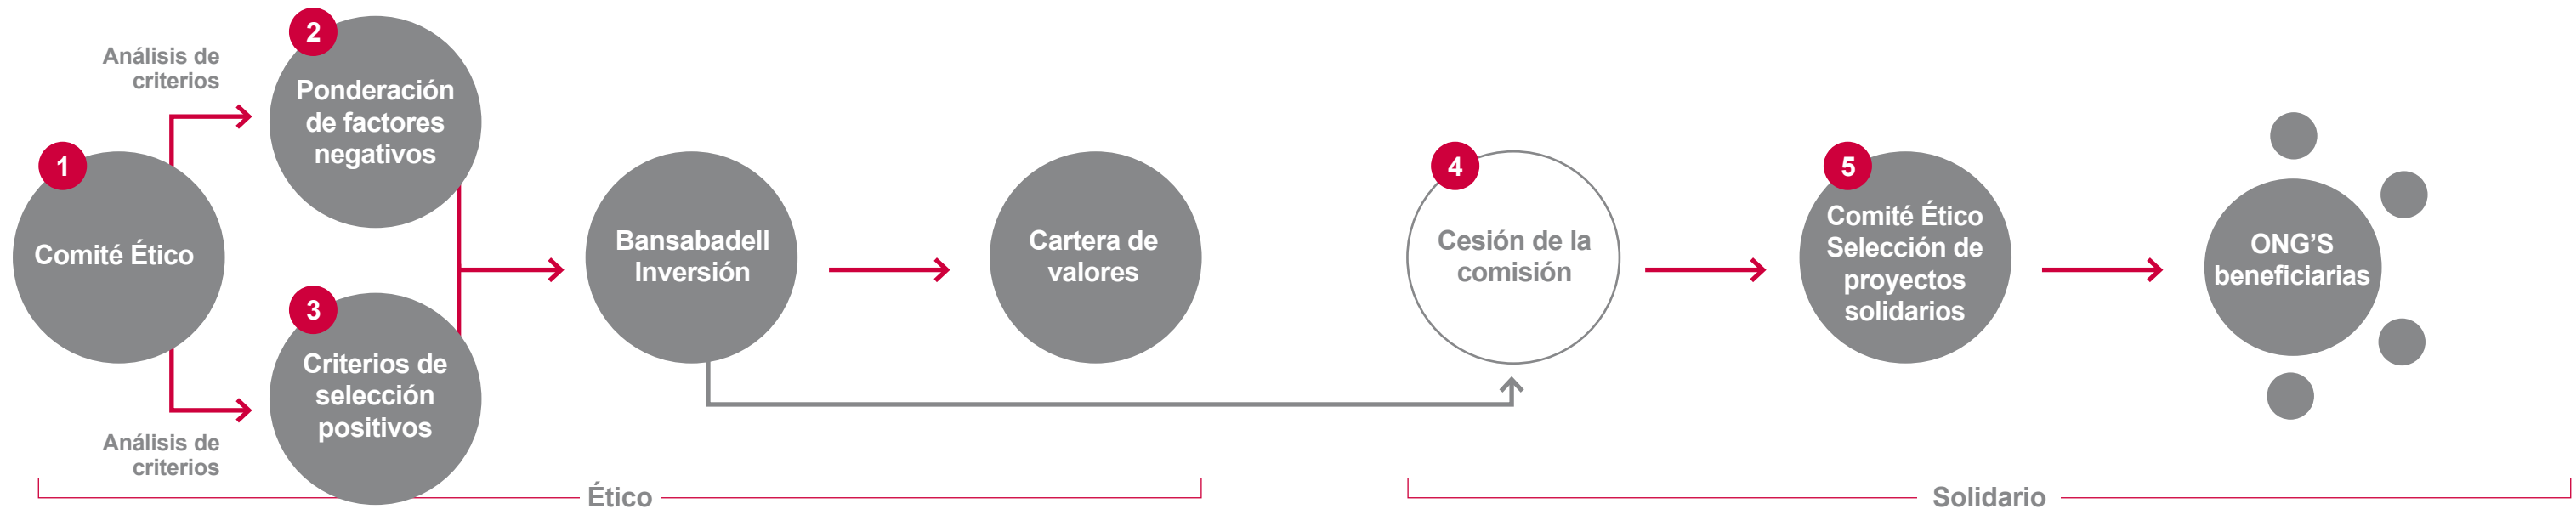 Análisis de
criterios
1
Comité Ético
2
Ponderación
de factores
negativos
3
Criterios de
selección
positivos
Análisis de
criterios
Bansabadell
Inversión
Cartera de
valores
Ético
4
Cesión de la
comisión
5
Comité Ético
Selección de
proyectos
solidarios
ONG’S
beneficiarias
Solidario